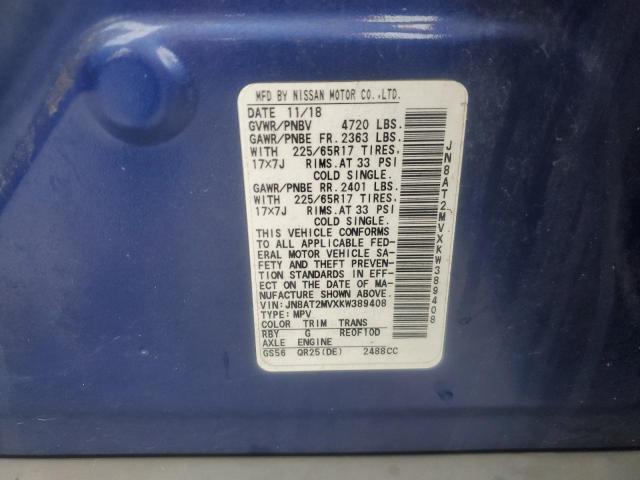 MFD BY NISSAN MOTOR CO.,LTD.
DATE 11/18
GVWR/PNBV 4720 LBS.
GAWR/PNBE FR. 2363 LBS.
WITH 225/65R17 TIRES.
17×7J RIMS. AT 33 PSI
COLD SINGLE.
GAWR/PNBE RR. 2401 LBS.
WITH 225/65R17 TIRES.
17×7J RIMS. AT 33 PSI
COLD SINGLE.
THIS VEHICLE CONFORMS
TO ALL APPLICABLE FED-
ERAL MOTOR VEHICLE SA-
FETY AND THEFT PREVEN-
TION STANDARDS IN EFF-
ECT ON THE DATE OF MA-
NUFACTURE SHOWN ABOVE.
VIN: JN8AT2MVXKW389408
TYPE: MPV
COLOR TRIM TRANS
RBY G RE0F10D
AXLE ENGINE
GS56 QR25(DE) 2488CC
JN8AT2MVXKW389408